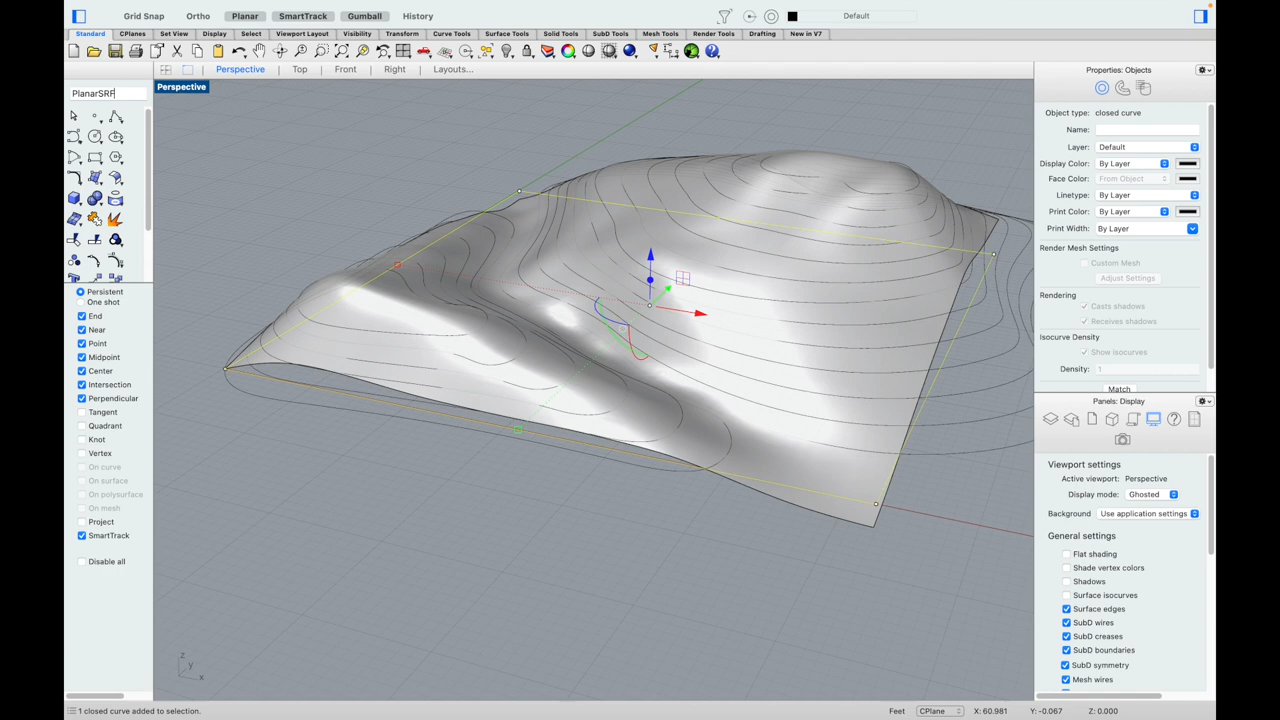 Grid Snap Ortho Planar SmartTrack Gumball History Default
Standard CPlanes Set View Display Select Viewport Layout Visibility Transform Curve Tools Surface Tools Solid Tools SubD Tools Mesh Tools Render Tools Drafting New in V7
Perspective Top Front Right Layouts...
Perspective
PlanarSRF
Persistent
One shot
End
Near
Point
Midpoint
Center
Intersection
Perpendicular
Tangent
Quadrant
Knot
Vertex
On curve
On surface
On polysurface
On mesh
Project
SmartTrack
Disable all
z
y
x
Properties: Objects
Object type: closed curve
Name:
Layer: Default
Display Color: By Layer
Face Color: From Object
Linetype: By Layer
Print Color: By Layer
Print Width: By Layer
Render Mesh Settings
Custom Mesh
Adjust Settings
Rendering
Casts shadows
Receives shadows
Isocurve Density
Show isocurves
Density: 1
Match
Panels: Display
Viewport settings
Active viewport: Perspective
Display mode: Ghosted
Background: Use application settings
General settings
Flat shading
Shade vertex colors
Shadows
Surface isocurves
Surface edges
SubD wires
SubD creases
SubD boundaries
SubD symmetry
Mesh wires
1 closed curve added to selection. Feet CPlane X: 60.981 Y: -0.067 Z: 0.000